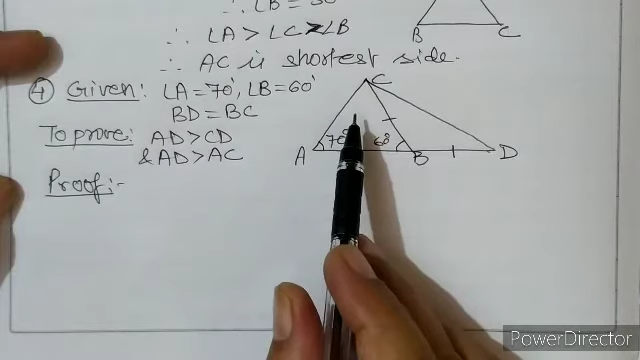 ∴ ∠B = 50°
∴ ∠A > ∠C > ∠B
∴ AC is shortest side.
B C
④ Given: ∠A = 70°, ∠B = 60°
BD = BC
To prove: AD > CD
& AD > AC
Proof:-
C
70° 60°
A B D
PowerDirector